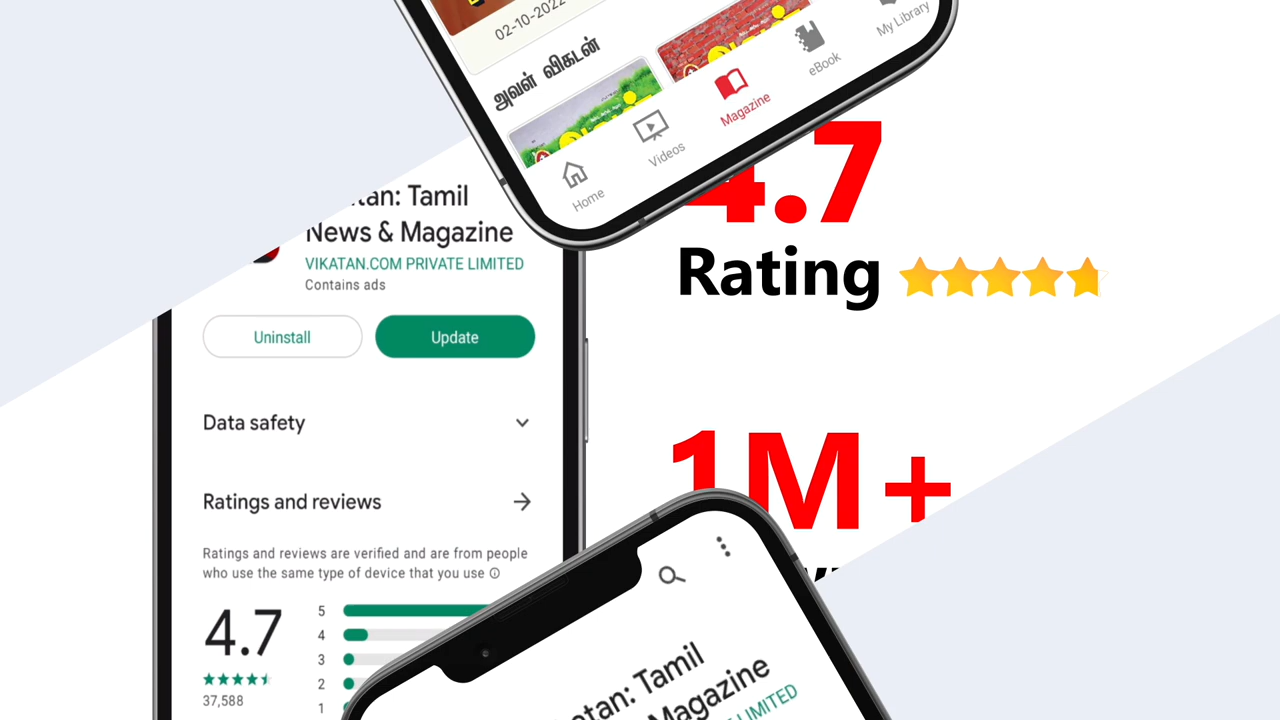 02-10-2022
அவள் விகடன்
Home
Videos
Magazine
eBook
My Library
4.7
Rating
1M+
tan: Tamil
News & Magazine
VIKATAN.COM PRIVATE LIMITED
Contains ads
Uninstall
Update
Data safety
Ratings and reviews
Ratings and reviews are verified and are from people
who use the same type of device that you use
4.7
37,588
5
4
3
2
1
atan: Tamil
Magazine
LIMITED